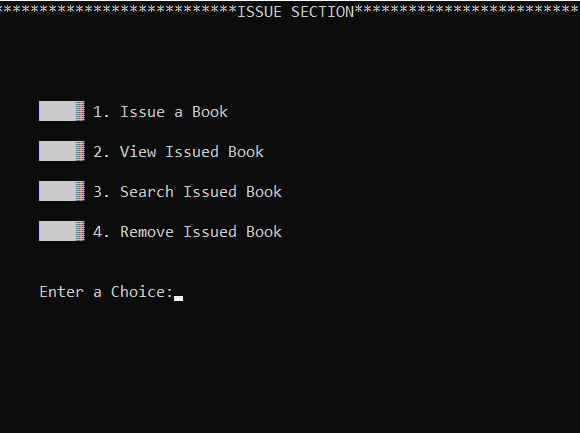 ***************************ISSUE SECTION*************************
████▓ 1. Issue a Book
████▓ 2. View Issued Book
████▓ 3. Search Issued Book
████▓ 4. Remove Issued Book
Enter a Choice: